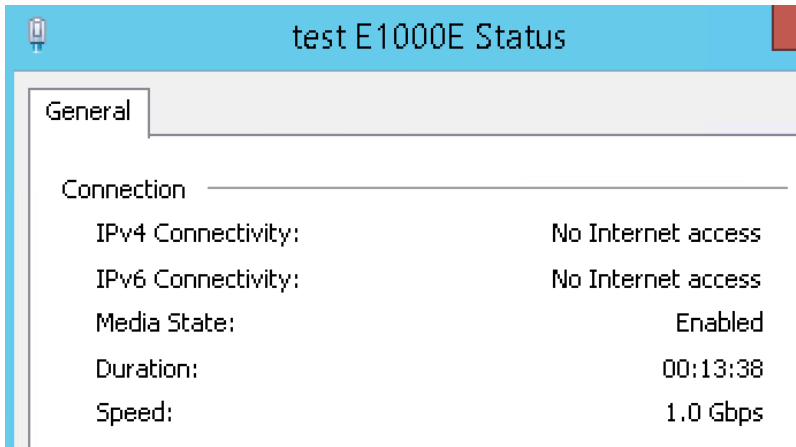 test E1000E Status
General
Connection
IPv4 Connectivity: No Internet access
IPv6 Connectivity: No Internet access
Media State: Enabled
Duration: 00:13:38
Speed: 1.0 Gbps